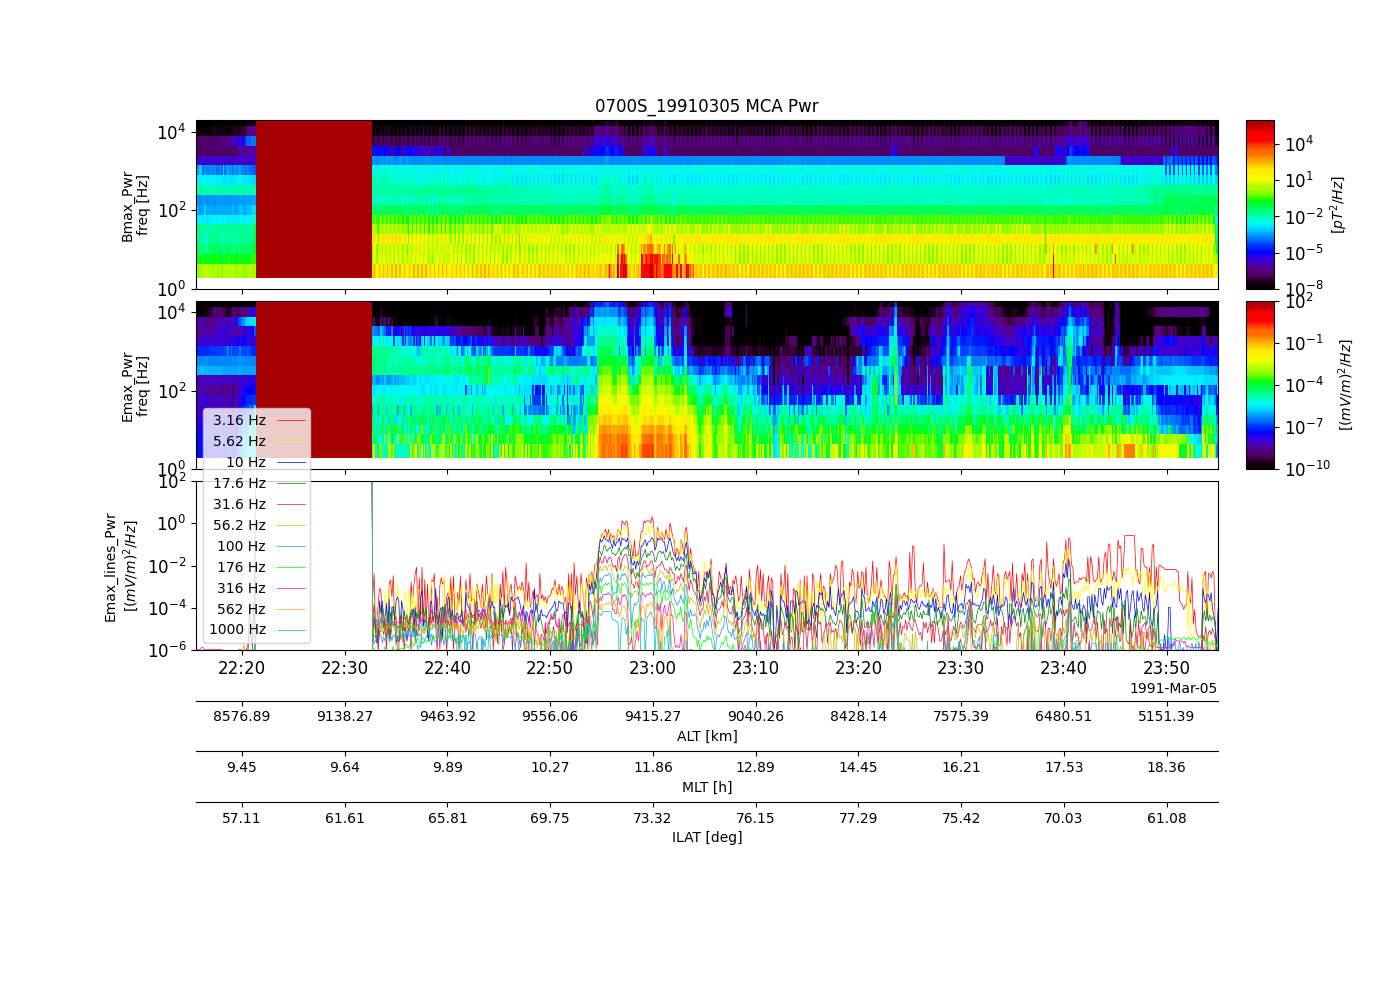 0700S_19910305 MCA Pwr
10^4
10^2
10^0
Bmax_Pwr
freq [Hz]
10^4
10^1
10^-2
10^-5
10^-8
[pT^2/Hz]
10^4
10^2
10^0
Emax_Pwr
freq [Hz]
10^2
10^-1
10^-4
10^-7
10^-10
[(mV/m)^2/Hz]
3.16 Hz
5.62 Hz
10 Hz
17.6 Hz
31.6 Hz
56.2 Hz
100 Hz
176 Hz
316 Hz
562 Hz
1000 Hz
10^2
10^0
10^-2
10^-4
10^-6
Emax_lines_Pwr
[(mV/m)^2/Hz]
22:20 22:30 22:40 22:50 23:00 23:10 23:20 23:30 23:40 23:50
1991-Mar-05
8576.89 9138.27 9463.92 9556.06 9415.27 9040.26 8428.14 7575.39 6480.51 5151.39
ALT [km]
9.45 9.64 9.89 10.27 11.86 12.89 14.45 16.21 17.53 18.36
MLT [h]
57.11 61.61 65.81 69.75 73.32 76.15 77.29 75.42 70.03 61.08
ILAT [deg]